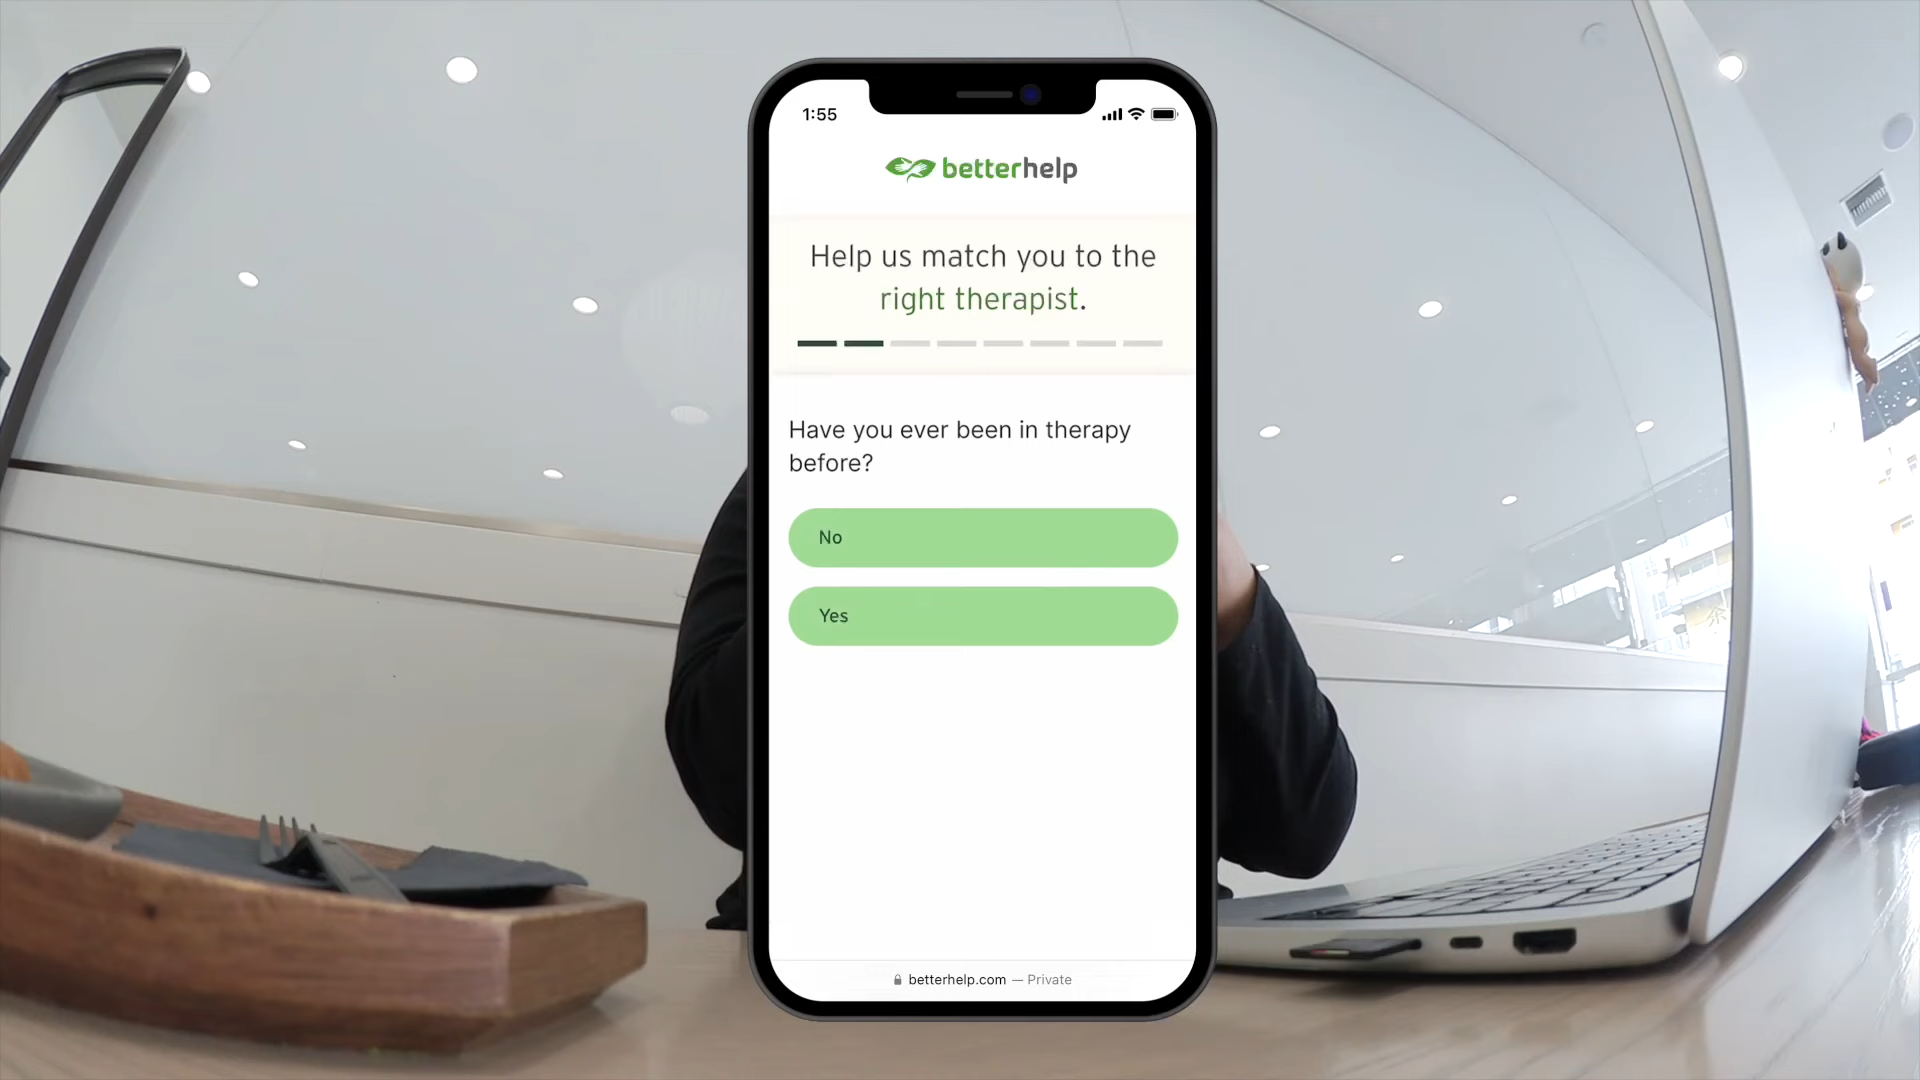 1:55
betterhelp
Help us match you to the
right therapist.
Have you ever been in therapy
before?
No
Yes
betterhelp.com — Private